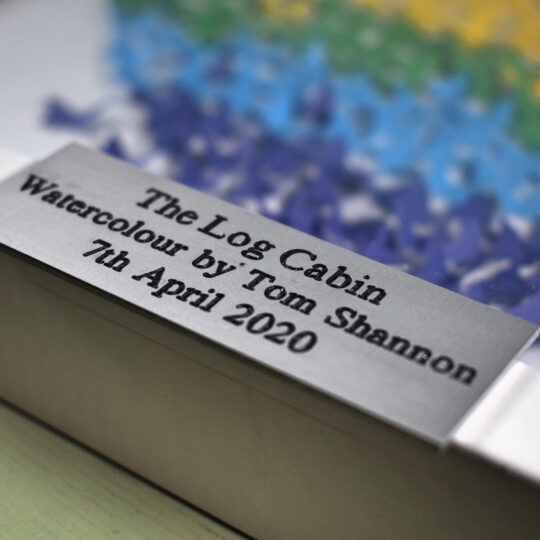 The Log Cabin
Watercolour by Tom Shannon
7th April 2020